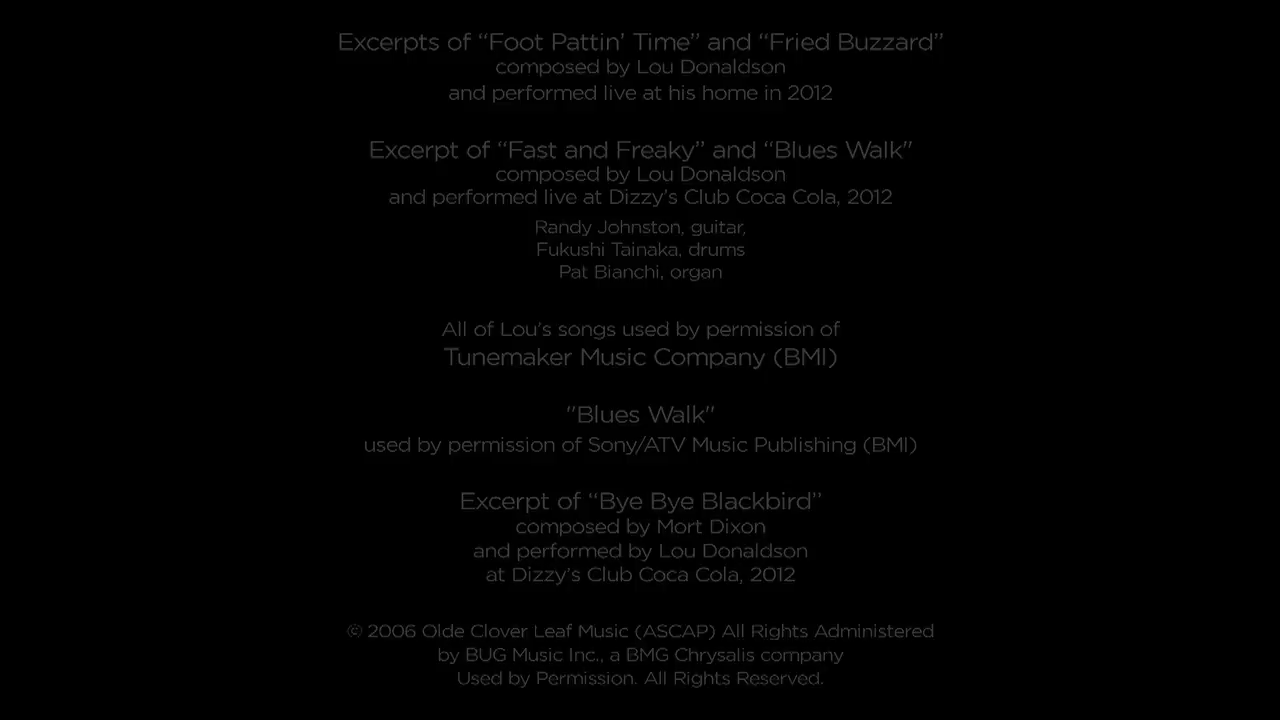 Excerpts of “Foot Pattin’ Time” and “Fried Buzzard”
composed by Lou Donaldson
and performed live at his home in 2012
Excerpt of “Fast and Freaky” and “Blues Walk"
composed by Lou Donaldson
and performed live at Dizzy’s Club Coca Cola, 2012
Randy Johnston, guitar,
Fukushi Tainaka, drums
Pat Bianchi, organ
All of Lou’s songs used by permission of
Tunemaker Music Company (BMI)
"Blues Walk"
used by permission of Sony/ATV Music Publishing (BMI)
Excerpt of “Bye Bye Blackbird”
composed by Mort Dixon
and performed by Lou Donaldson
at Dizzy’s Club Coca Cola, 2012
© 2006 Olde Clover Leaf Music (ASCAP) All Rights Administered
by BUG Music Inc., a BMG Chrysalis company
Used by Permission. All Rights Reserved.